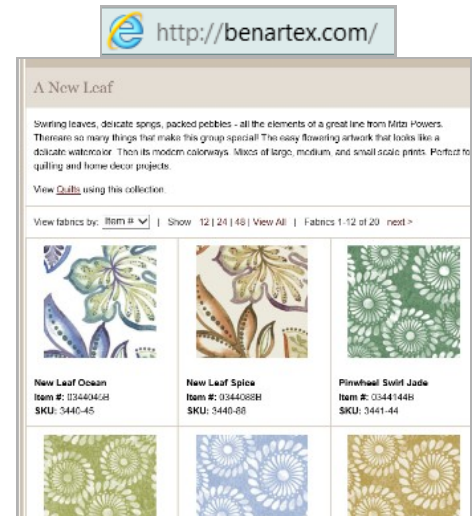 http://benartex.com/
A New Leaf
Swirling leaves, delicate sprigs, packed pebbles - all the elements of a great line from Mitzi Powers.
Thereare so many things that make this group special! The easy flowering artwork that looks like a
delicate watercolor. Then its modern colorways. Mixes of large, medium, and small scale prints. Perfect fo
quilting and home decor projects.
View Quilts using this collection.
View fabrics by: Item # | Show 12 | 24 | 48 | View All | Fabrics 1-12 of 20 next >
New Leaf Ocean
Item #: 0344045B
SKU: 3440-45
New Leaf Spice
Item #: 0344088B
SKU: 3440-88
Pinwheel Swirl Jade
Item #: 0344144B
SKU: 3441-44